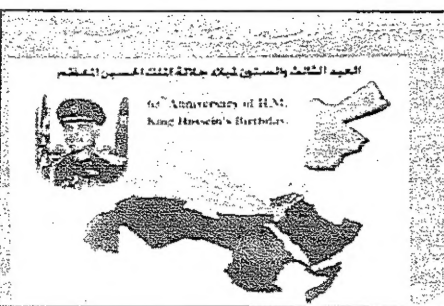 العيد الثالث والستون لميلاد جلالة الملك الحسين المعظم
63rd Anniversary of H.M.
King Hussein's Birthday.